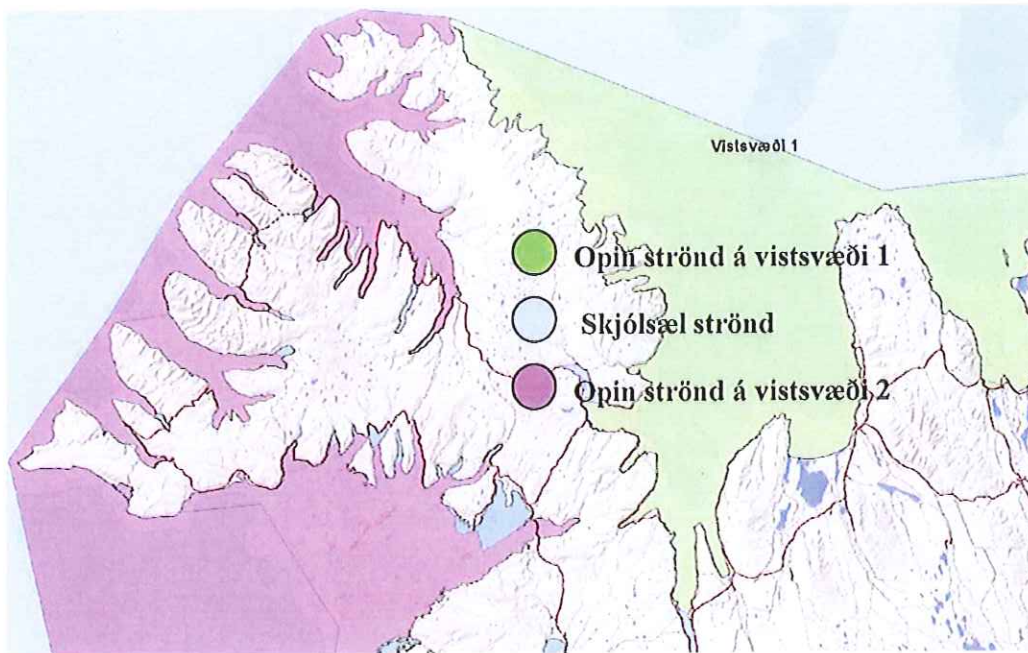 Vistsvæði 1
Opin strönd á vistsvæði 1
Skjólsæl strönd
Opin strönd á vistsvæði 2